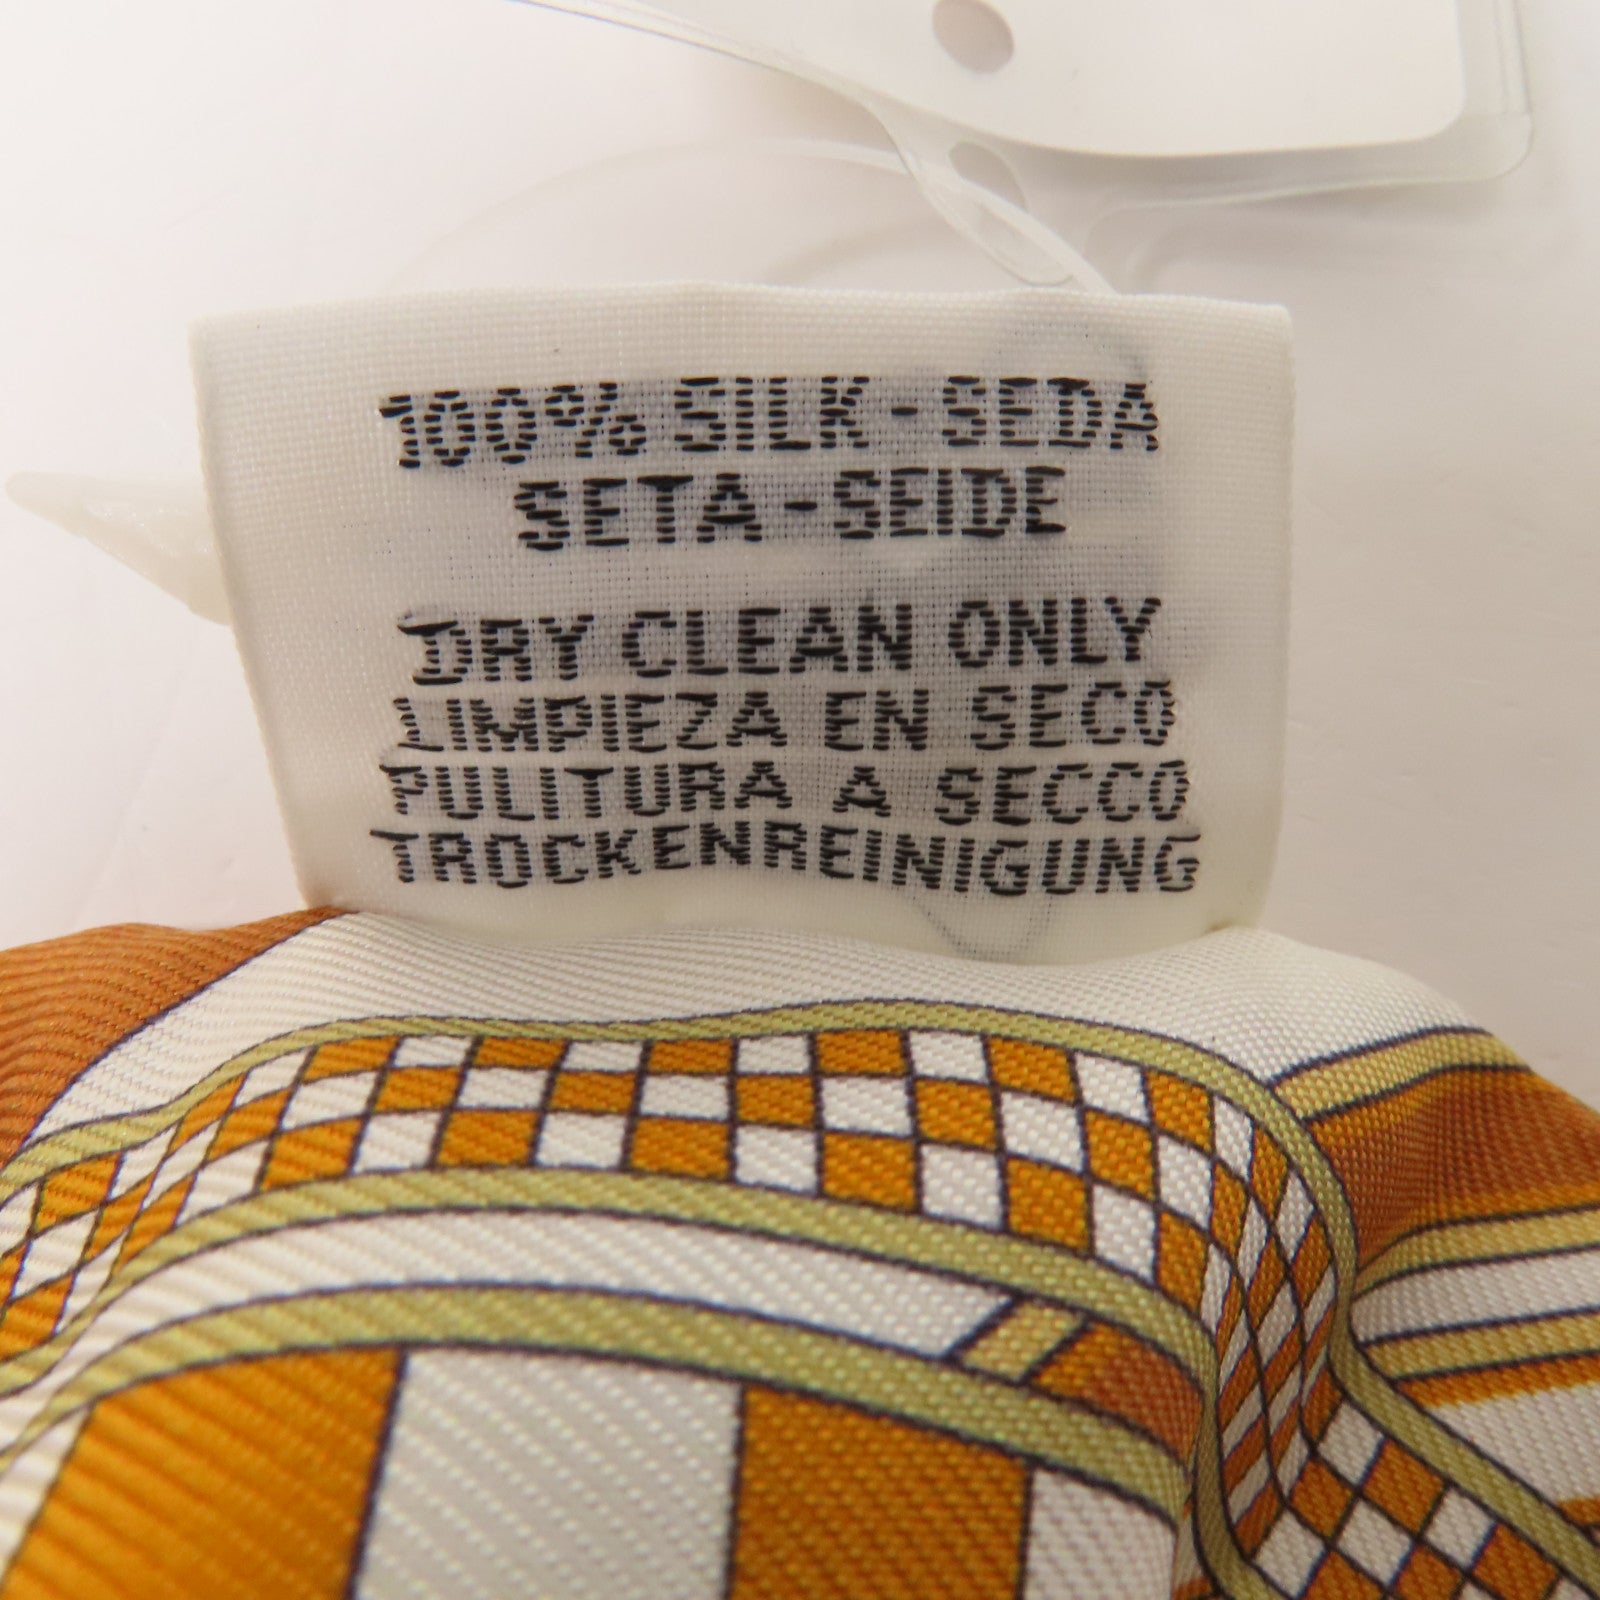 100% SILK - SEDA
SETA - SEIDE
DRY CLEAN ONLY
LIMPIEZA EN SECO
PULITURA A SECCO
TROCKENREINIGUNG